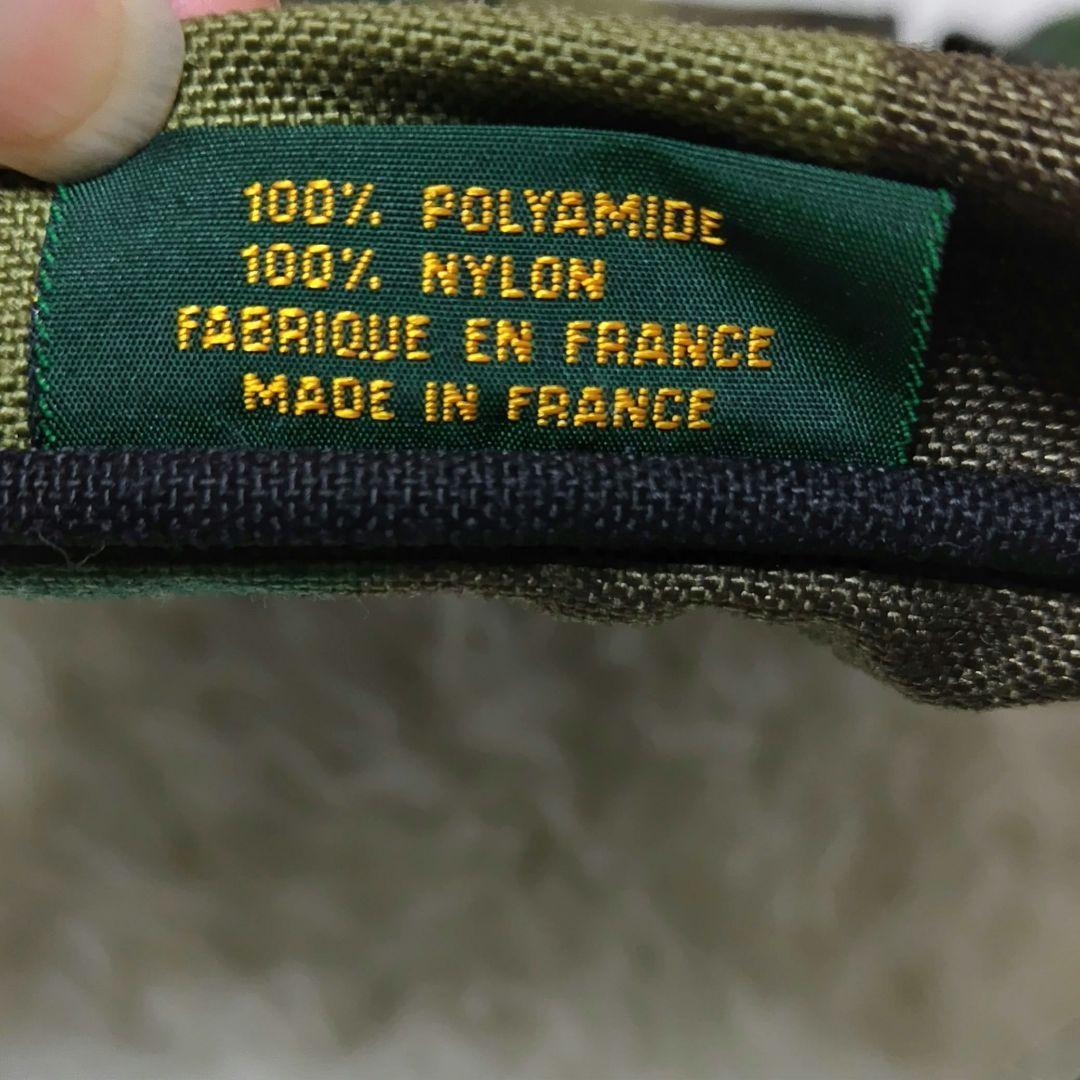 100% POLYAMIDE
100% NYLON
FABRIQUE EN FRANCE
MADE IN FRANCE